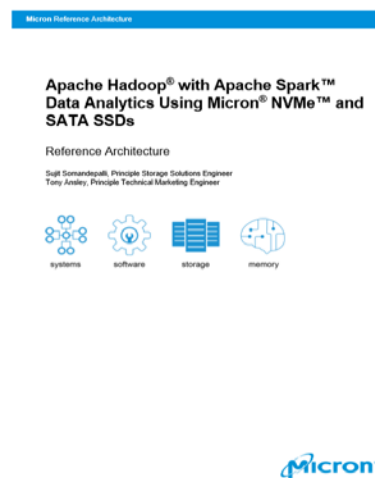 Micron Reference Architecture
Apache Hadoop® with Apache Spark™
Data Analytics Using Micron® NVMe™ and
SATA SSDs
Reference Architecture
Sujit Somandepalli, Principle Storage Solutions Engineer
Tony Ansley, Principle Technical Marketing Engineer
systems software storage memory
Micron